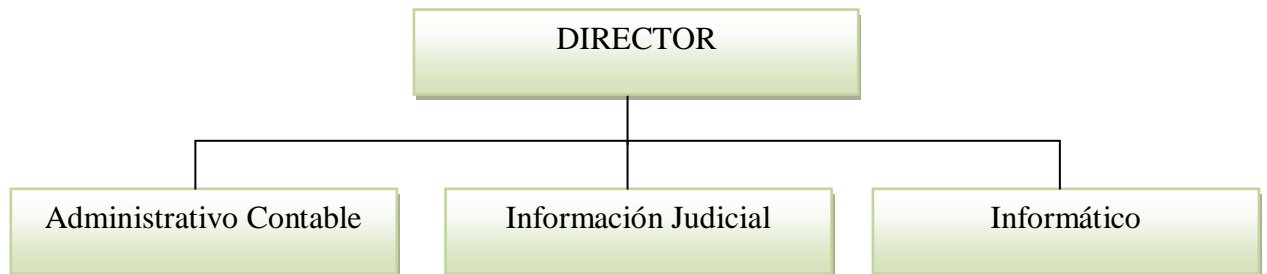 DIRECTOR
Administrativo Contable
Información Judicial
Informático